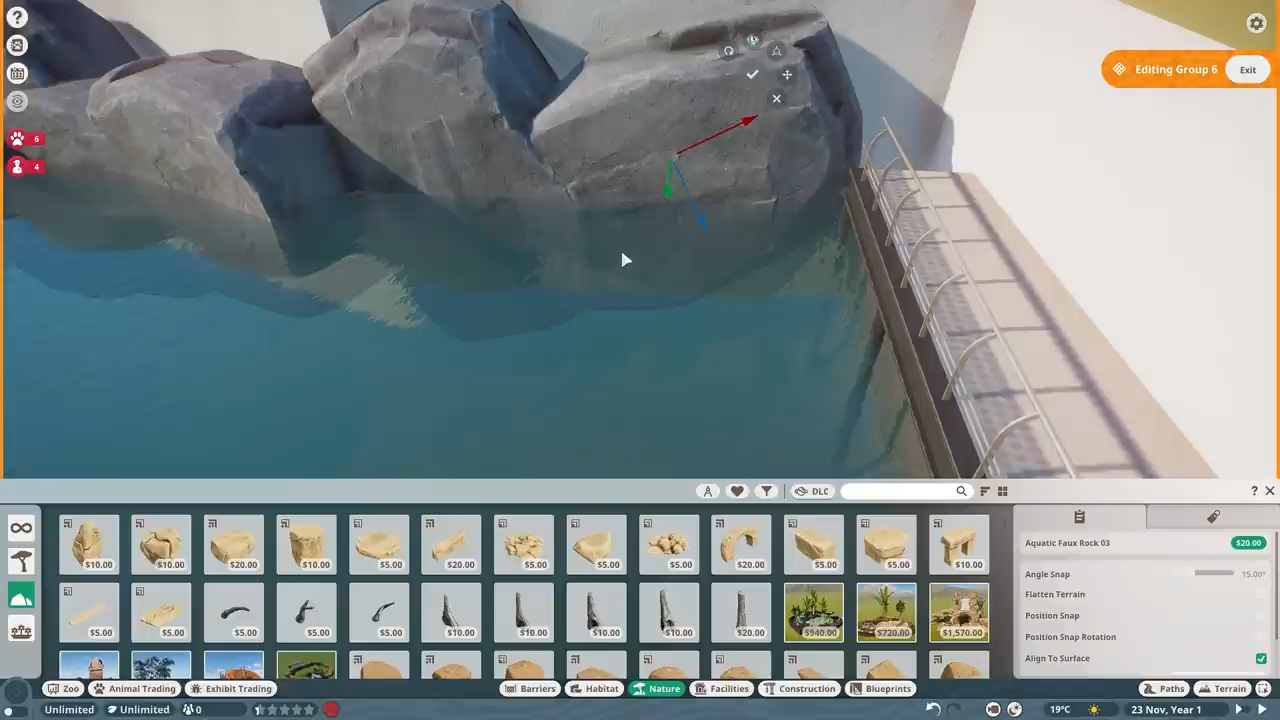 ?
Editing Group 6
Exit
6
4
DLC
?
Aquatic Faux Rock 03
$20.00
Angle Snap
15.00°
Flatten Terrain
Position Snap
Position Snap Rotation
Align To Surface
$10.00
$10.00
$20.00
$10.00
$5.00
$20.00
$5.00
$5.00
$5.00
$20.00
$5.00
$5.00
$10.00
$5.00
$5.00
$5.00
$5.00
$5.00
$10.00
$10.00
$10.00
$10.00
$20.00
$940.00
$720.00
$1,570.00
Zoo
Animal Trading
Exhibit Trading
Barriers
Habitat
Nature
Facilities
Construction
Blueprints
Paths
Terrain
Unlimited
Unlimited
0
19°C
23 Nov, Year 1